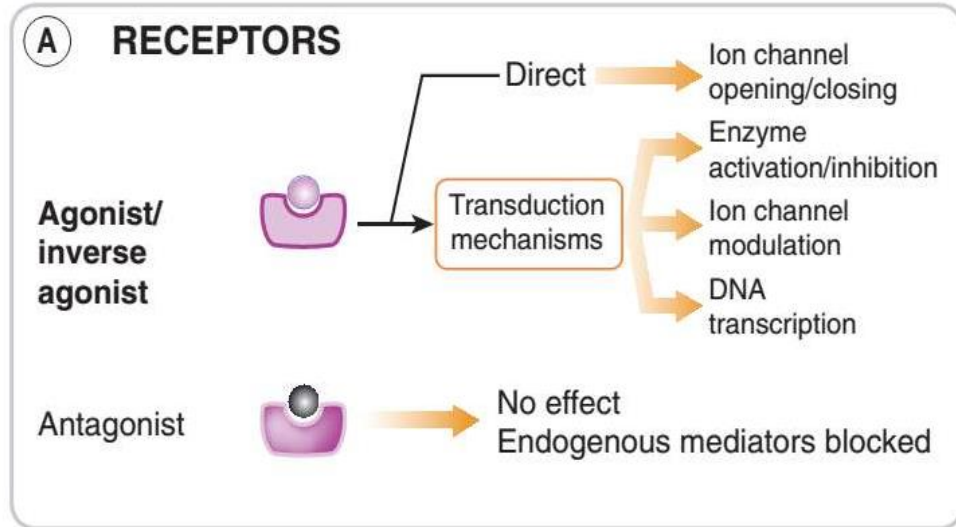 A RECEPTORS
Direct
Ion channel
opening/closing
Agonist/
inverse
agonist
Transduction
mechanisms
Enzyme
activation/inhibition
Ion channel
modulation
DNA
transcription
Antagonist
No effect
Endogenous mediators blocked